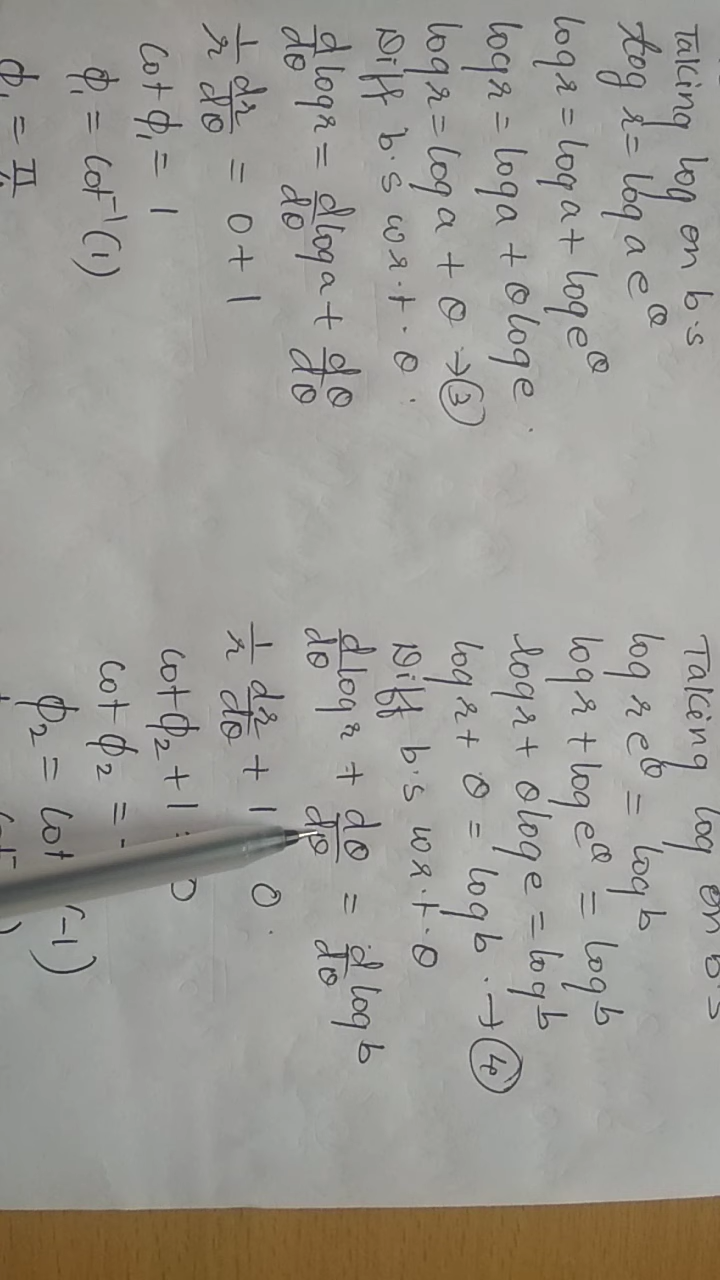 Taking log on b.s
log r = log a e^θ
log r = log a + log e^θ
log r = log a + θ log e.
log r = log a + θ → ③
Diff b.s w.r.t. θ.
d/dθ log r = d/dθ log a + dθ/dθ
1/r dr/dθ = 0 + 1
cot ϕ₁ = 1
ϕ₁ = cot⁻¹(1)
ϕ₁ = π
Taking log on b.s
log r e^θ = log b
log r + log e^θ = log b
log r + θ log e = log b
log r + θ = log b. → ④
Diff b.s w.r.t. θ
d/dθ log r + dθ/dθ = d/dθ log b
1/r dr/dθ + 1 0.
cot ϕ₂ + 1 = 0
cot ϕ₂ = -
ϕ₂ = cot (-1)